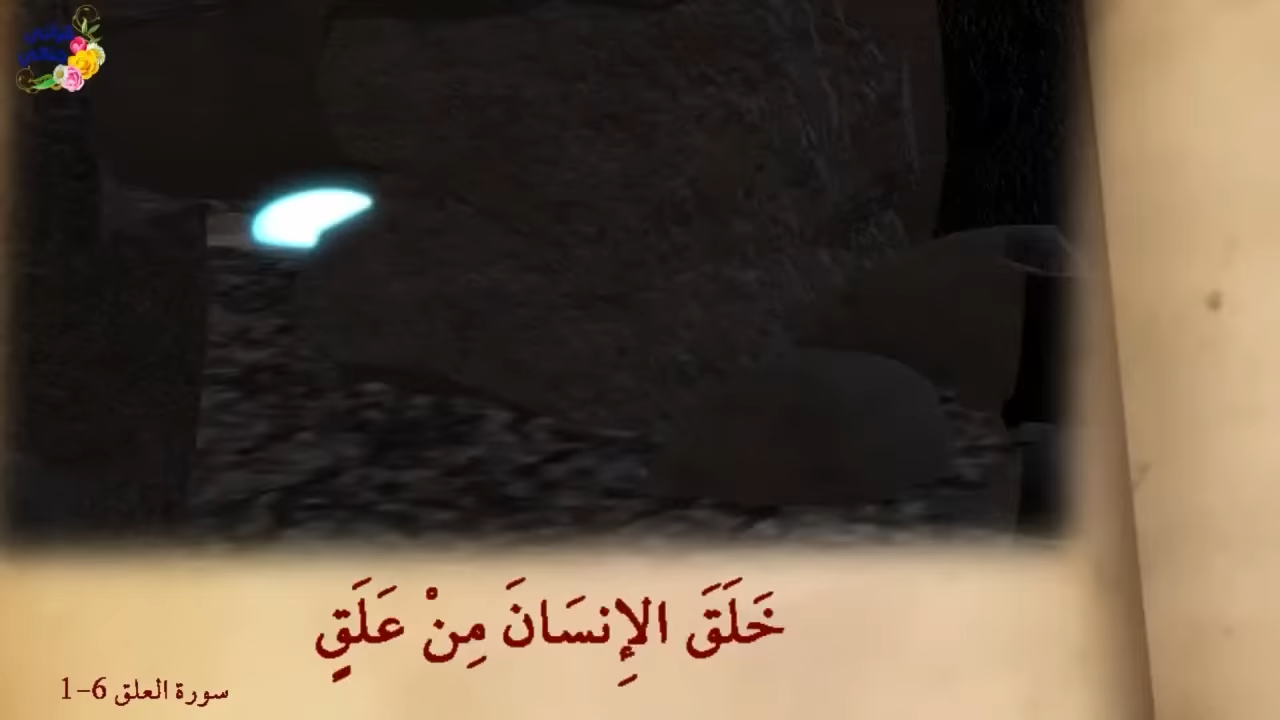 خَلَقَ الإِنسَانَ مِنْ عَلَقٍ
سورة العلق 6-1